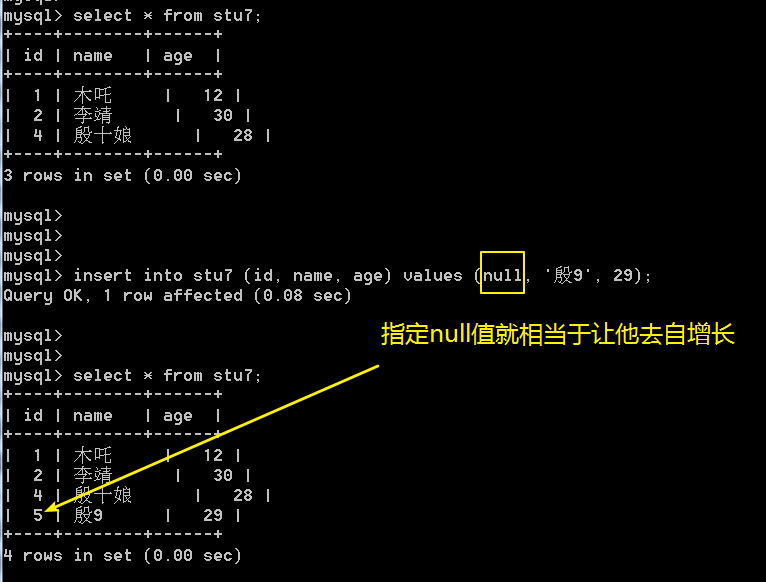 mysql> select * from stu7;
+----+--------+------+
| id | name   | age  |
+----+--------+------+
|  1 | 木吒     |   12 |
|  2 | 李靖      |   30 |
|  4 | 殷十娘      |   28 |
+----+--------+------+
3 rows in set (0.00 sec)
mysql>
mysql>
mysql>
mysql> insert into stu7 (id, name, age) values (null, '殷9', 29);
Query OK, 1 row affected (0.08 sec)
mysql>
指定null值就相当于让他去自增长
mysql>
mysql> select * from stu7;
+----+--------+------+
| id | name   | age  |
+----+--------+------+
|  1 | 木吒     |   12 |
|  2 | 李靖      |   30 |
|  4 | 殷十娘      |   28 |
|  5 | 殷9      |   29 |
+----+--------+------+
4 rows in set (0.00 sec)